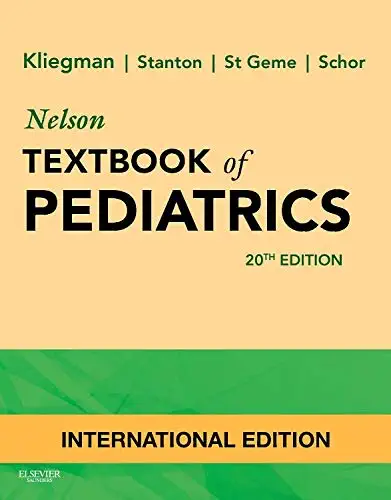 Kliegman | Stanton | St Geme | Schor
Nelson
TEXTBOOK of
PEDIATRICS
20TH EDITION
INTERNATIONAL EDITION
ELSEVIER
SAUNDERS